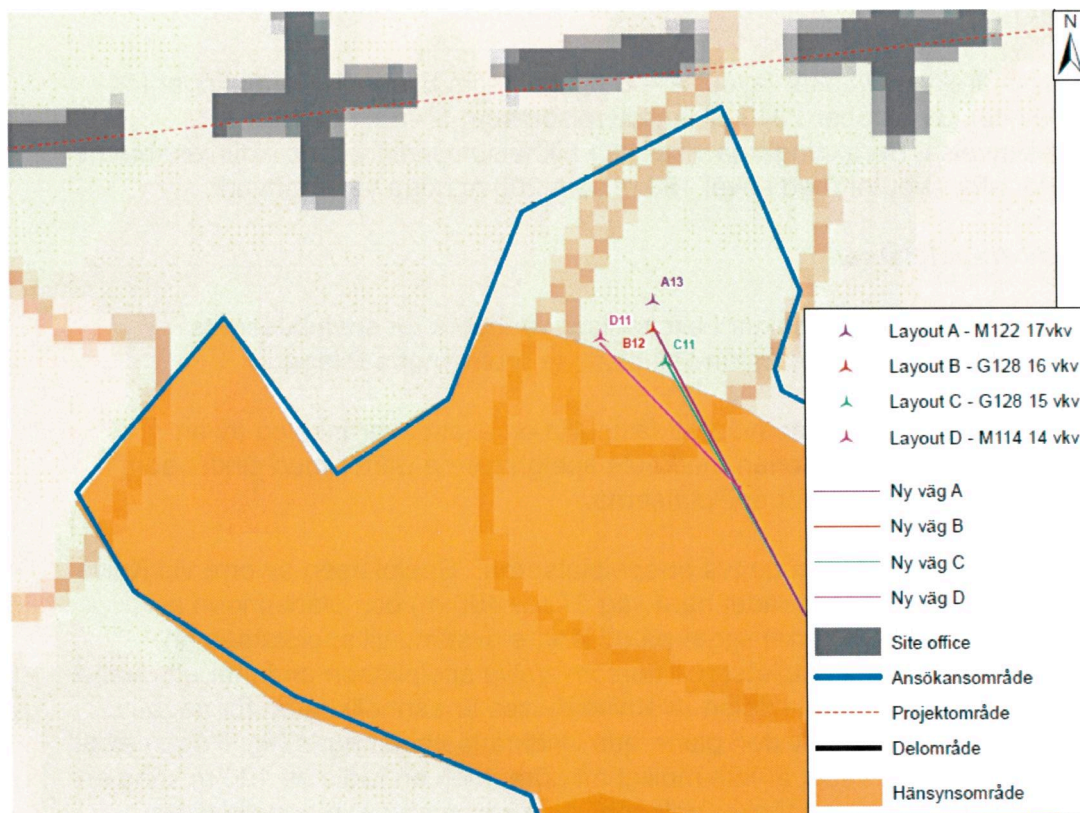 N
A13
D11
B12
C11
Layout A - M122 17vkv
Layout B - G128 16 vkv
Layout C - G128 15 vkv
Layout D - M114 14 vkv
Ny väg A
Ny väg B
Ny väg C
Ny väg D
Site office
Ansökansområde
Projektområde
Delområde
Hänsynsområde